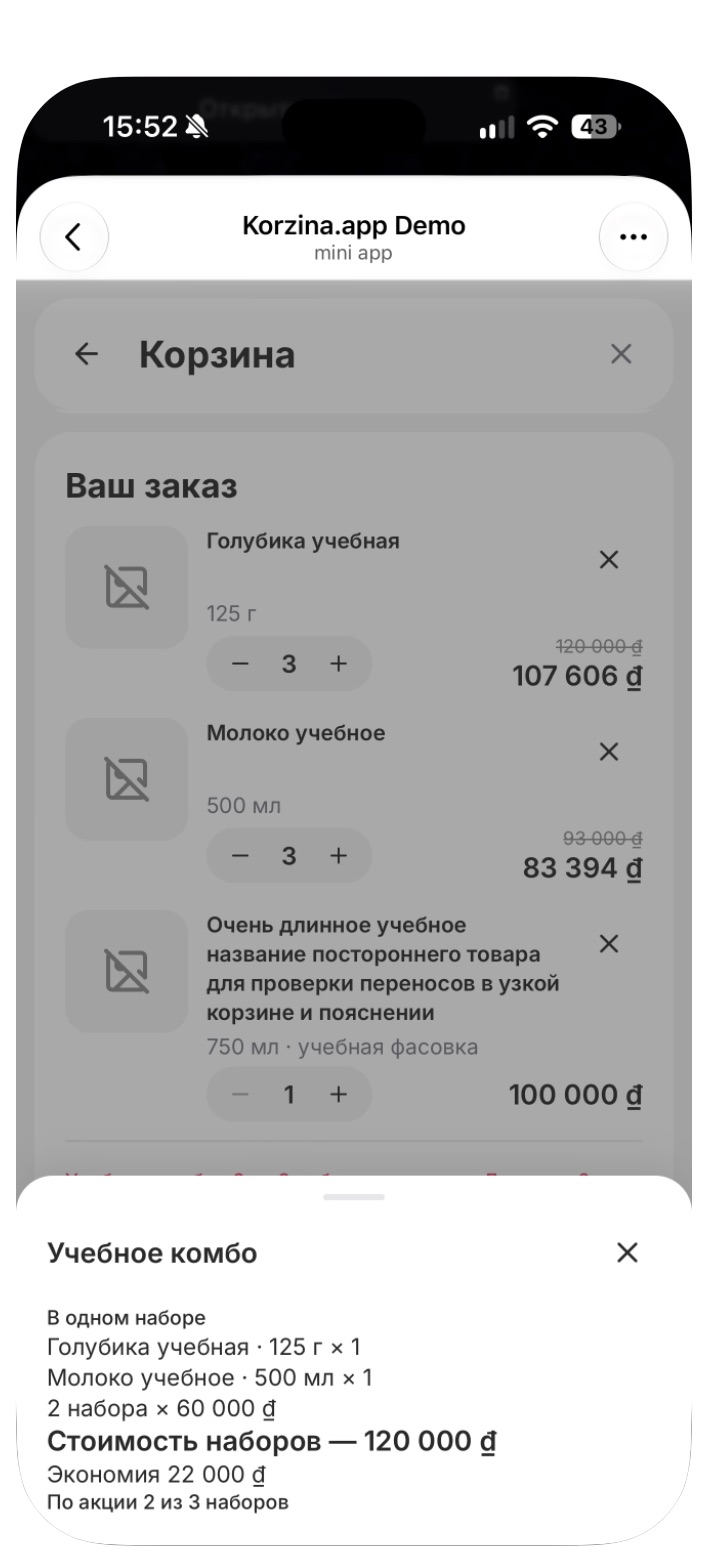 Открыт
15:52
43
Korzina.app Demo
mini app
Корзина
Ваш заказ
Голубика учебная
125 г
120 000 ₫
3
107 606 ₫
Молоко учебное
500 мл
93 000 ₫
3
83 394 ₫
Очень длинное учебное
название постороннего товара
для проверки переносов в узкой
корзине и пояснении
750 мл · учебная фасовка
1
100 000 ₫
Учебное комбо
В одном наборе
Голубика учебная · 125 г × 1
Молоко учебное · 500 мл × 1
2 набора × 60 000 ₫
Стоимость наборов — 120 000 ₫
Экономия 22 000 ₫
По акции 2 из 3 наборов